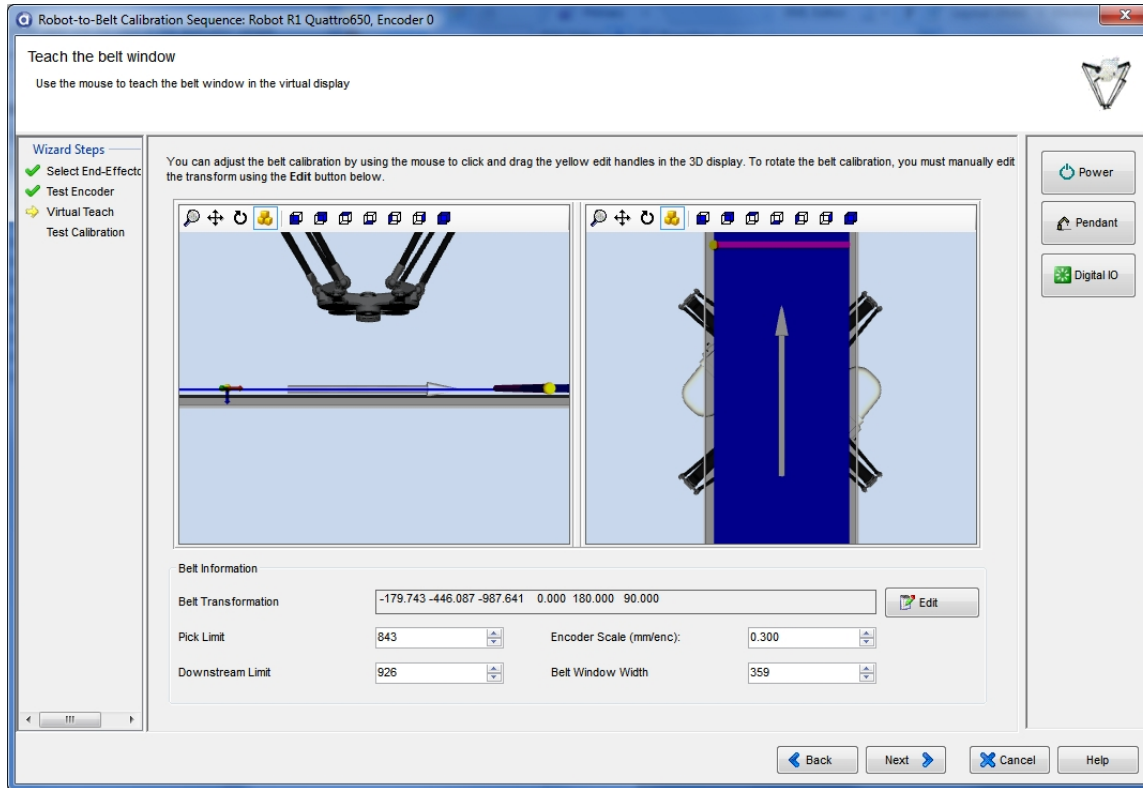 Robot-to-Belt Calibration Sequence: Robot R1 Quattro650, Encoder 0
Teach the belt window
Use the mouse to teach the belt window in the virtual display
Wizard Steps
Select End-Effectc
Test Encoder
Virtual Teach
Test Calibration
You can adjust the belt calibration by using the mouse to click and drag the yellow edit handles in the 3D display. To rotate the belt calibration, you must manually edit
the transform using the Edit button below.
Power
Pendant
Digital IO
Belt Information
Belt Transformation
-179.743 -446.087 -987.641 0.000 180.000 90.000
Edit
Pick Limit
843
Encoder Scale (mm/enc):
0.300
Downstream Limit
926
Belt Window Width
359
Back
Next
Cancel
Help